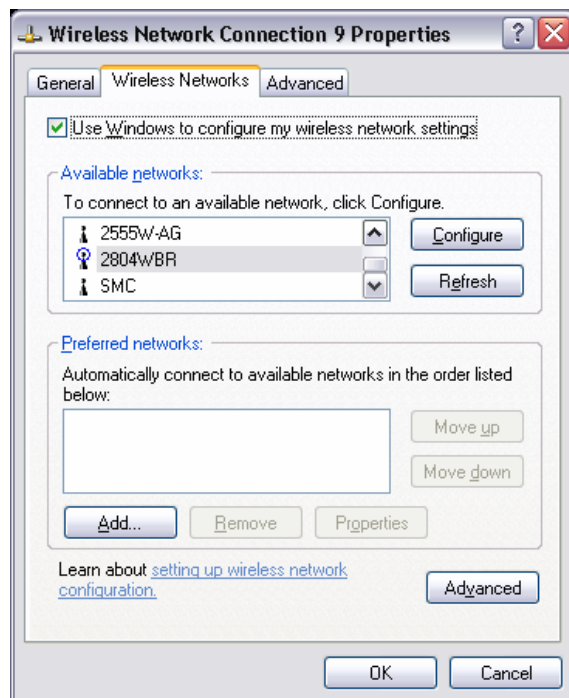 Wireless Network Connection 9 Properties
General Wireless Networks Advanced
Use Windows to configure my wireless network settings
Available networks:
To connect to an available network, click Configure.
2555W-AG
Configure
2804WBR
SMC
Refresh
Preferred networks:
Automatically connect to available networks in the order listed
below:
Move up
Move down
Add... Remove Properties
Learn about setting up wireless network
configuration.
Advanced
OK Cancel